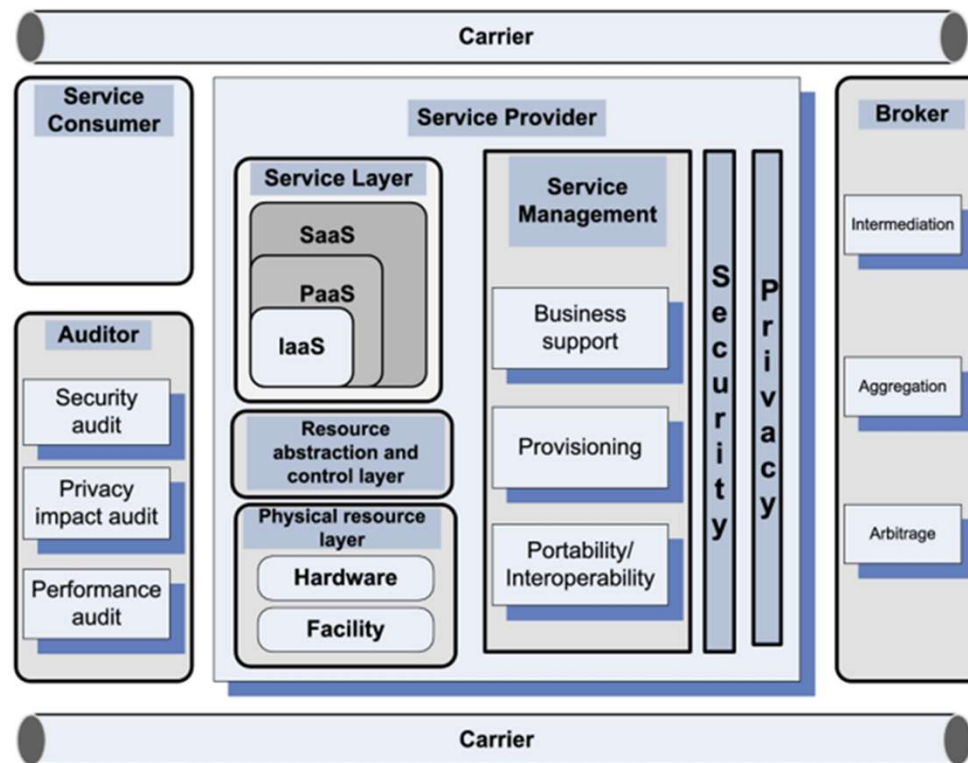 Carrier
Service
Consumer
Auditor
Security
audit
Privacy
impact audit
Performance
audit
Service Provider
Service Layer
SaaS
PaaS
IaaS
Resource
abstraction and
control layer
Physical resource
layer
Hardware
Facility
Service
Management
Business
support
Provisioning
Portability/
Interoperability
Security
Privacy
Broker
Intermediation
Aggregation
Arbitrage
Carrier